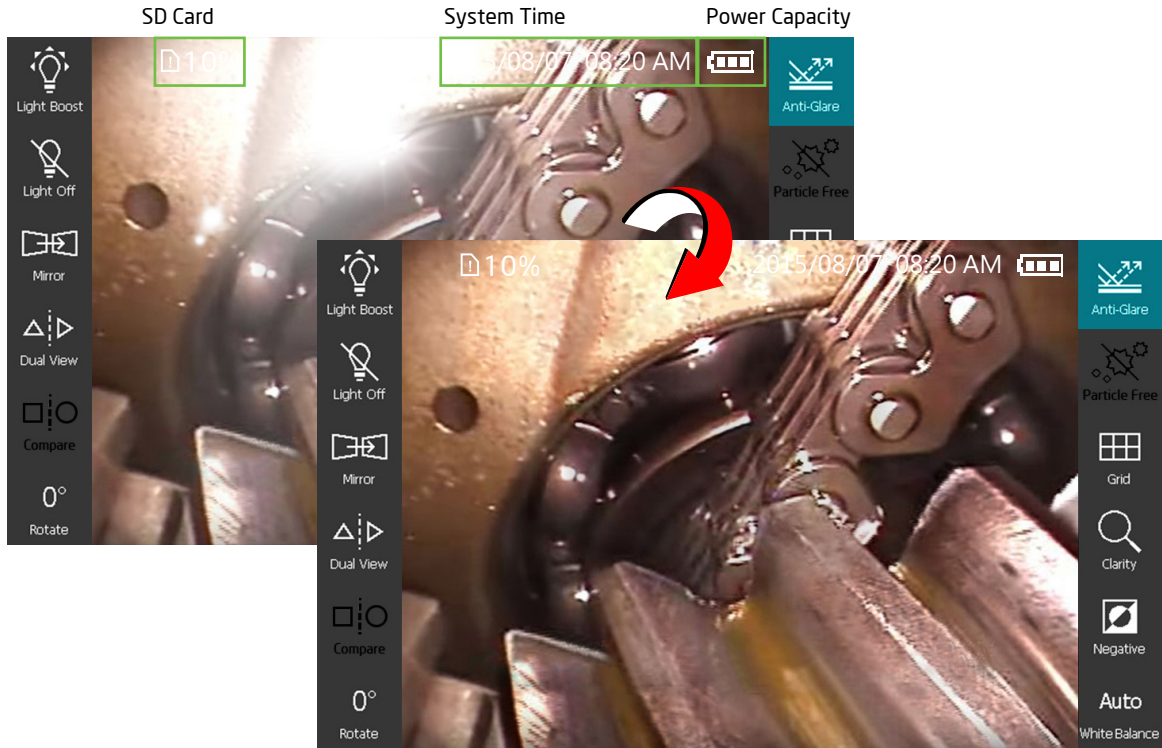 SD Card
System Time
Power Capacity
10%
/08/07 08:20 AM
Light Boost
Light Off
Mirror
Dual View
Compare
0°
Rotate
Anti-Glare
Particle Free
10%
2015/08/07 08:20 AM
Light Boost
Light Off
Mirror
Dual View
Compare
0°
Rotate
Anti-Glare
Particle Free
Grid
Clarity
Negative
Auto
White Balance